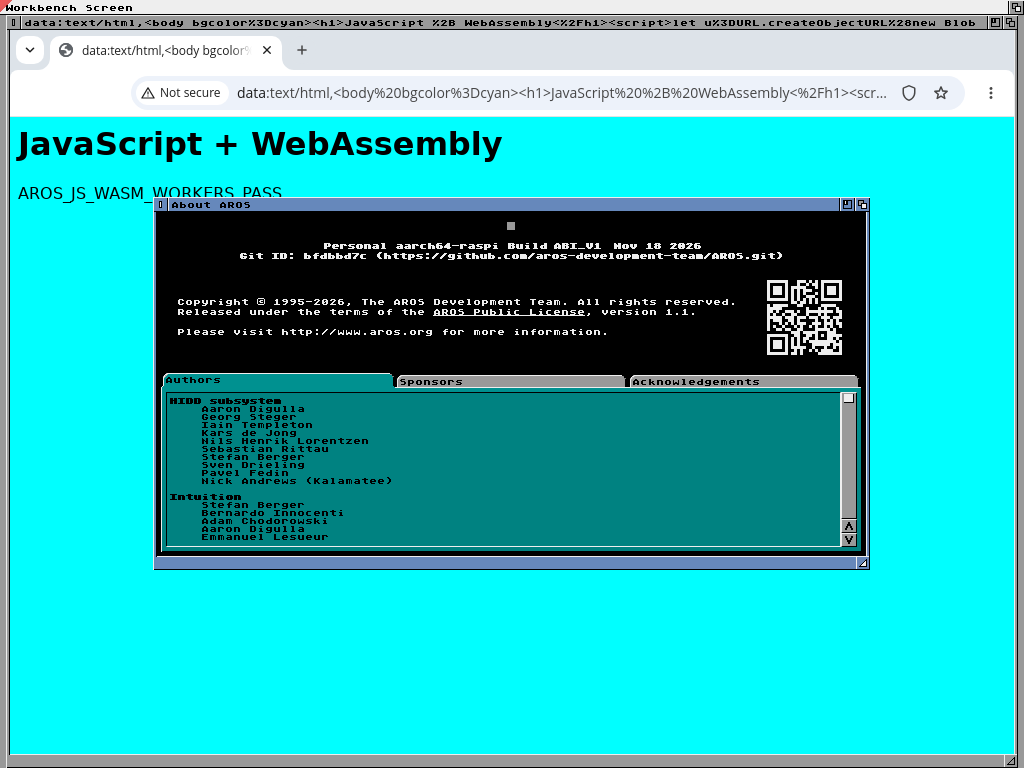 Workbench Screen
data:text/html,<body bgcolor%3Dcyan><h1>JavaScript %2B WebAssembly<%2Fh1><script>let u%3DURL.createObjectURL%28new Blob
data:text/html,<body bgcolor%
Not secure
data:text/html,<body%20bgcolor%3Dcyan><h1>JavaScript%20%2B%20WebAssembly<%2Fh1><scr...
JavaScript + WebAssembly
AROS_JS_WASM_WORKERS_PASS
About AROS
Personal aarch64-raspi Build ABI_V1 Nov 18 2026
Git ID: bfdbbd7c (https://github.com/aros-development-team/AROS.git)
Copyright © 1995-2026, The AROS Development Team. All rights reserved.
Released under the terms of the AROS Public License, version 1.1.
Please visit http://www.aros.org for more information.
Authors
Sponsors
Acknowledgements
HIDD subsystem
Aaron Digulla
Georg Steger
Iain Templeton
Kars de Jong
Nils Henrik Lorentzen
Sebastian Rittau
Stefan Berger
Sven Drieling
Pavel Fedin
Nick Andrews (Kalamatee)
Intuition
Stefan Berger
Bernardo Innocenti
Adam Chodorowski
Aaron Digulla
Emmanuel Lesueur